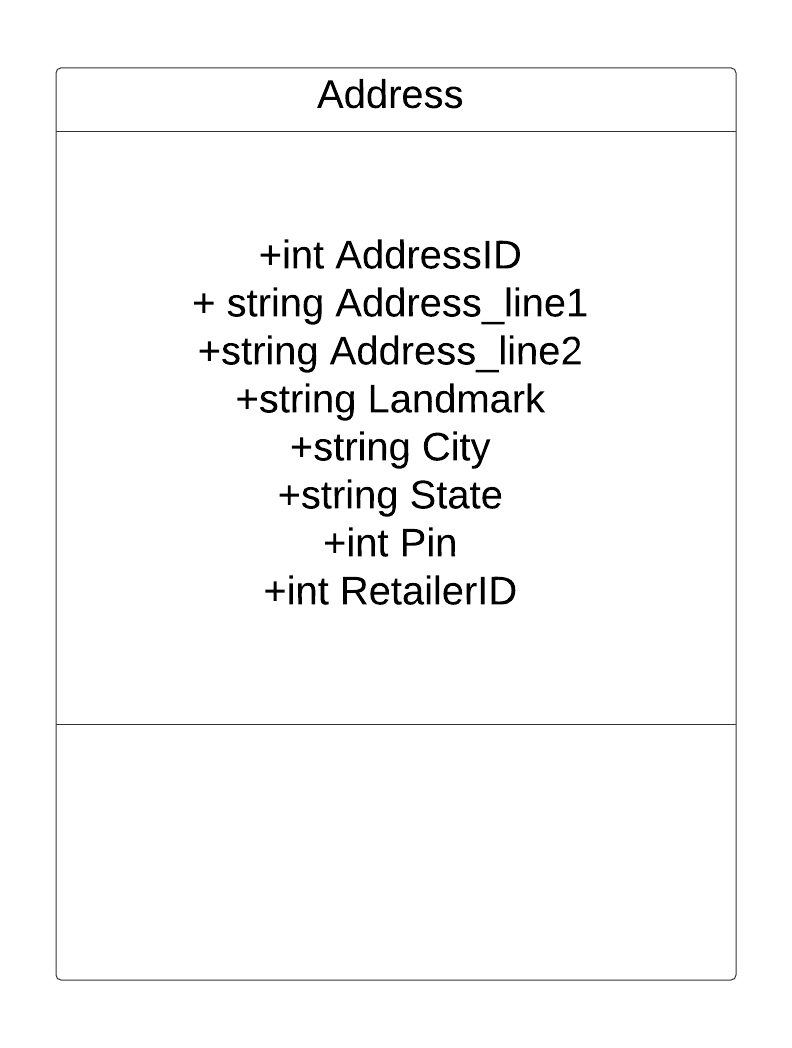 Address
+int AddressID
+ string Address_line1
+string Address_line2
+string Landmark
+string City
+string State
+int Pin
+int RetailerID